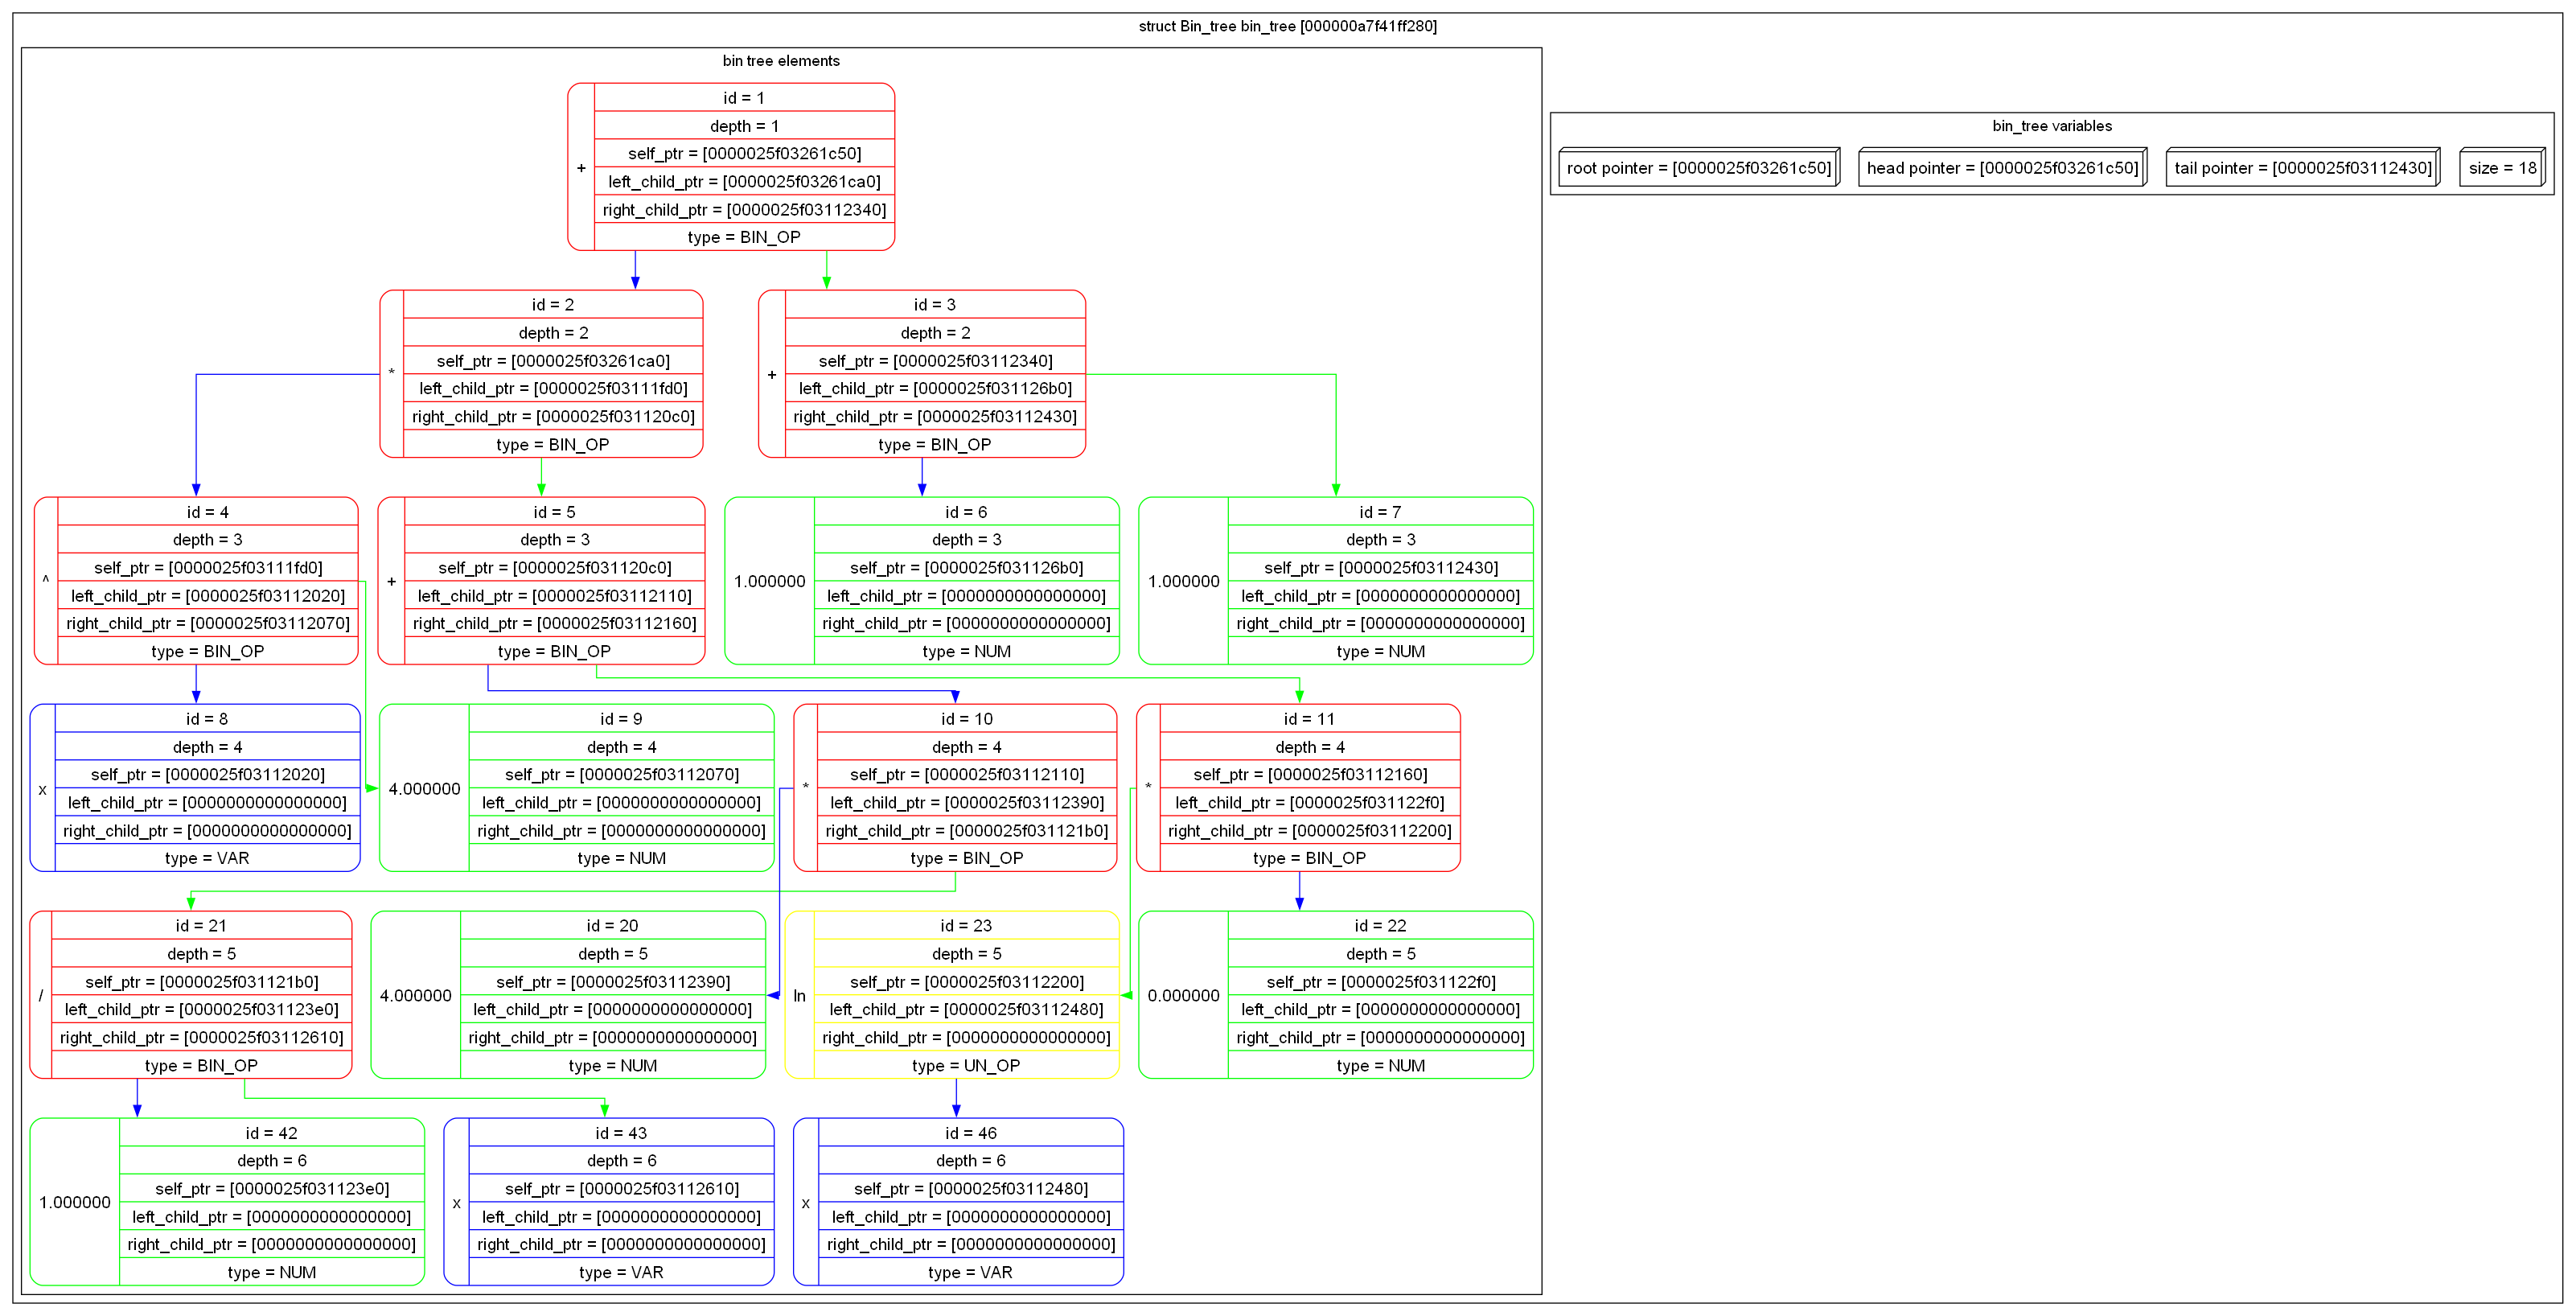 struct Bin_tree bin_tree [000000a7f41ff280]
bin tree elements
+
id = 1
depth = 1
self_ptr = [0000025f03261c50]
left_child_ptr = [0000025f03261ca0]
right_child_ptr = [0000025f03112340]
type = BIN_OP
bin_tree variables
root pointer = [0000025f03261c50]
head pointer = [0000025f03261c50]
tail pointer = [0000025f03112430]
size = 18
*
id = 2
depth = 2
self_ptr = [0000025f03261ca0]
left_child_ptr = [0000025f03111fd0]
right_child_ptr = [0000025f031120c0]
type = BIN_OP
+
id = 3
depth = 2
self_ptr = [0000025f03112340]
left_child_ptr = [0000025f031126b0]
right_child_ptr = [0000025f03112430]
type = BIN_OP
^
id = 4
depth = 3
self_ptr = [0000025f03111fd0]
left_child_ptr = [0000025f03112020]
right_child_ptr = [0000025f03112070]
type = BIN_OP
+
id = 5
depth = 3
self_ptr = [0000025f031120c0]
left_child_ptr = [0000025f03112110]
right_child_ptr = [0000025f03112160]
type = BIN_OP
1.000000
id = 6
depth = 3
self_ptr = [0000025f031126b0]
left_child_ptr = [0000000000000000]
right_child_ptr = [0000000000000000]
type = NUM
1.000000
id = 7
depth = 3
self_ptr = [0000025f03112430]
left_child_ptr = [0000000000000000]
right_child_ptr = [0000000000000000]
type = NUM
x
id = 8
depth = 4
self_ptr = [0000025f03112020]
left_child_ptr = [0000000000000000]
right_child_ptr = [0000000000000000]
type = VAR
4.000000
id = 9
depth = 4
self_ptr = [0000025f03112070]
left_child_ptr = [0000000000000000]
right_child_ptr = [0000000000000000]
type = NUM
*
id = 10
depth = 4
self_ptr = [0000025f03112110]
left_child_ptr = [0000025f03112390]
right_child_ptr = [0000025f031121b0]
type = BIN_OP
*
id = 11
depth = 4
self_ptr = [0000025f03112160]
left_child_ptr = [0000025f031122f0]
right_child_ptr = [0000025f03112200]
type = BIN_OP
/
id = 21
depth = 5
self_ptr = [0000025f031121b0]
left_child_ptr = [0000025f031123e0]
right_child_ptr = [0000025f03112610]
type = BIN_OP
4.000000
id = 20
depth = 5
self_ptr = [0000025f03112390]
left_child_ptr = [0000000000000000]
right_child_ptr = [0000000000000000]
type = NUM
ln
id = 23
depth = 5
self_ptr = [0000025f03112200]
left_child_ptr = [0000025f03112480]
right_child_ptr = [0000000000000000]
type = UN_OP
0.000000
id = 22
depth = 5
self_ptr = [0000025f031122f0]
left_child_ptr = [0000000000000000]
right_child_ptr = [0000000000000000]
type = NUM
1.000000
id = 42
depth = 6
self_ptr = [0000025f031123e0]
left_child_ptr = [0000000000000000]
right_child_ptr = [0000000000000000]
type = NUM
x
id = 43
depth = 6
self_ptr = [0000025f03112610]
left_child_ptr = [0000000000000000]
right_child_ptr = [0000000000000000]
type = VAR
x
id = 46
depth = 6
self_ptr = [0000025f03112480]
left_child_ptr = [0000000000000000]
right_child_ptr = [0000000000000000]
type = VAR